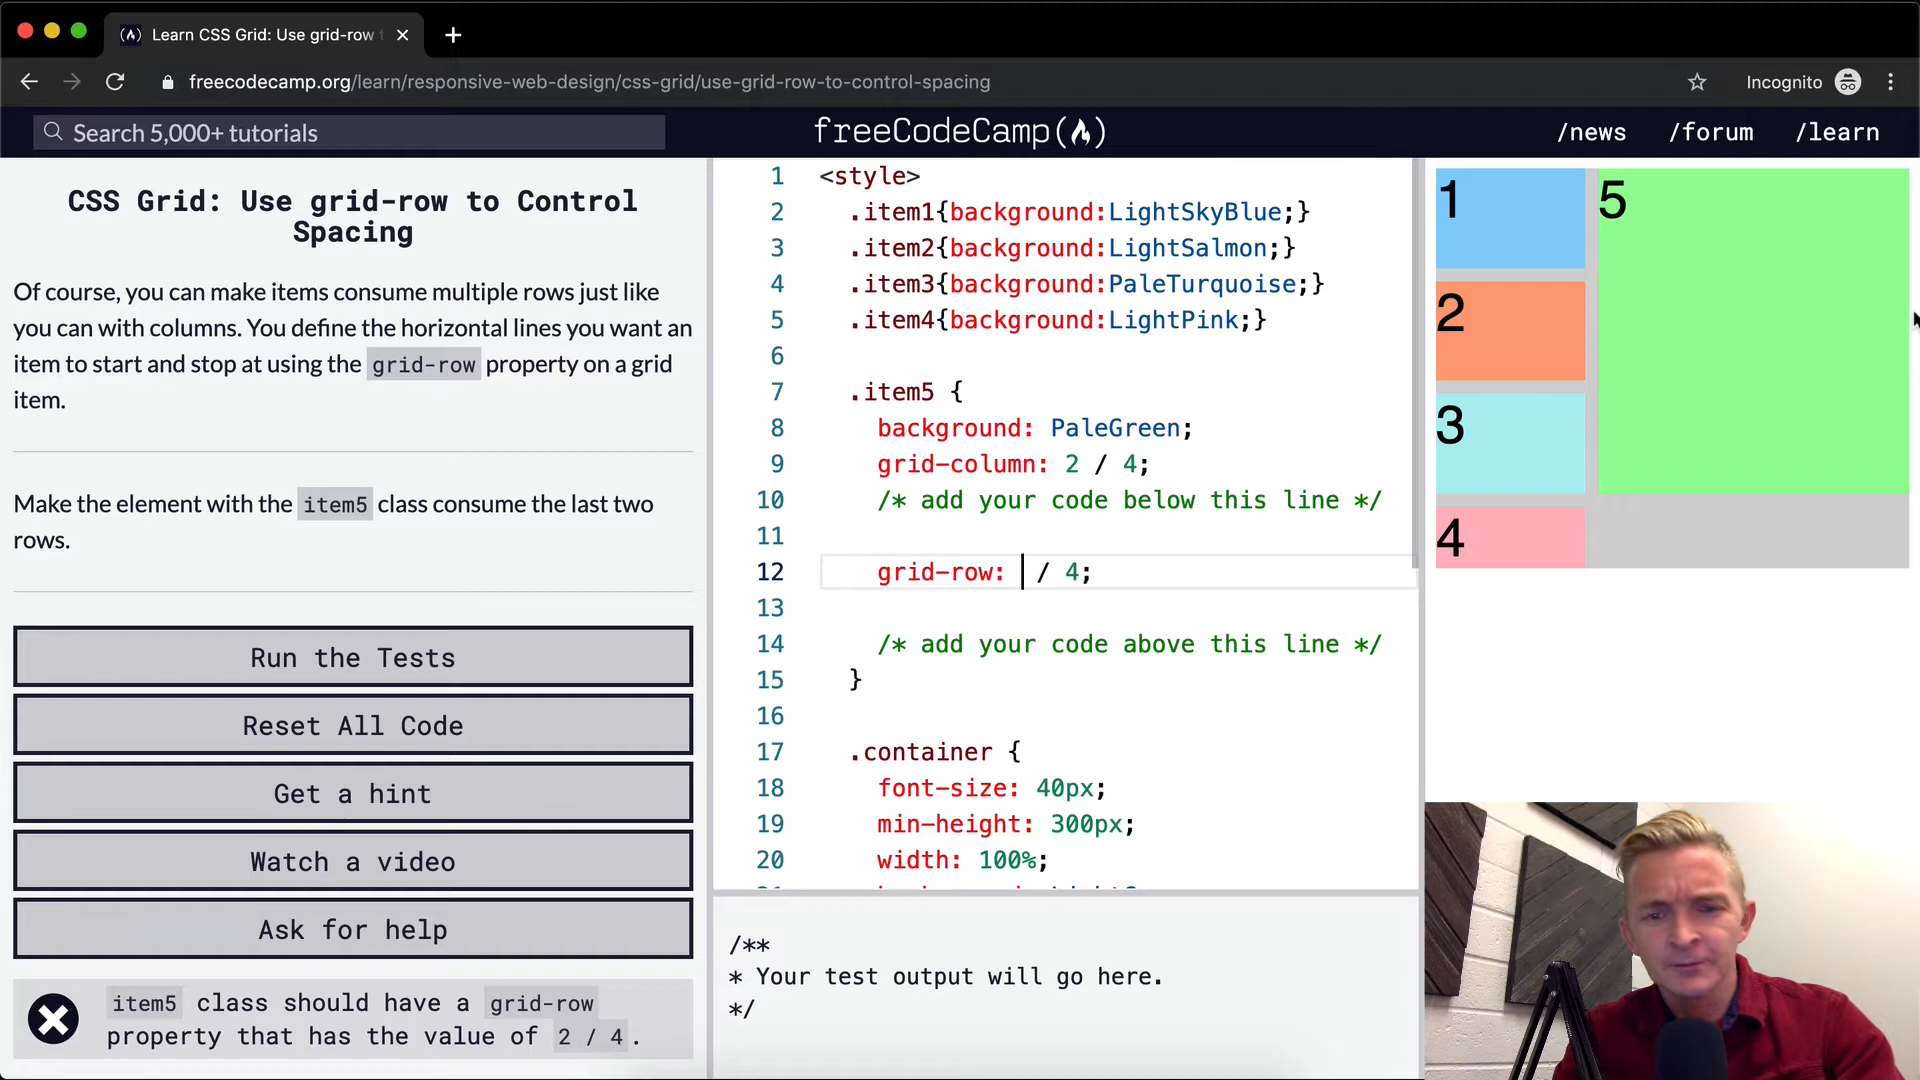 Learn CSS Grid: Use grid-row
freecodecamp.org/learn/responsive-web-design/css-grid/use-grid-row-to-control-spacing
Incognito
Search 5,000+ tutorials
freeCodeCamp
/news /forum /learn
CSS Grid: Use grid-row to Control
Spacing
Of course, you can make items consume multiple rows just like
you can with columns. You define the horizontal lines you want an
item to start and stop at using the grid-row property on a grid
item.
Make the element with the item5 class consume the last two
rows.
Run the Tests
Reset All Code
Get a hint
Watch a video
Ask for help
item5 class should have a grid-row
property that has the value of 2 / 4.
1 <style>
2 .item1{background:LightSkyBlue;}
3 .item2{background:LightSalmon;}
4 .item3{background:PaleTurquoise;}
5 .item4{background:LightPink;}
6
7 .item5 {
8 background: PaleGreen;
9 grid-column: 2 / 4;
10 /* add your code below this line */
11
12 grid-row: / 4;
13
14 /* add your code above this line */
15 }
16
17 .container {
18 font-size: 40px;
19 min-height: 300px;
20 width: 100%;
/**
* Your test output will go here.
*/
1
5
2
3
4